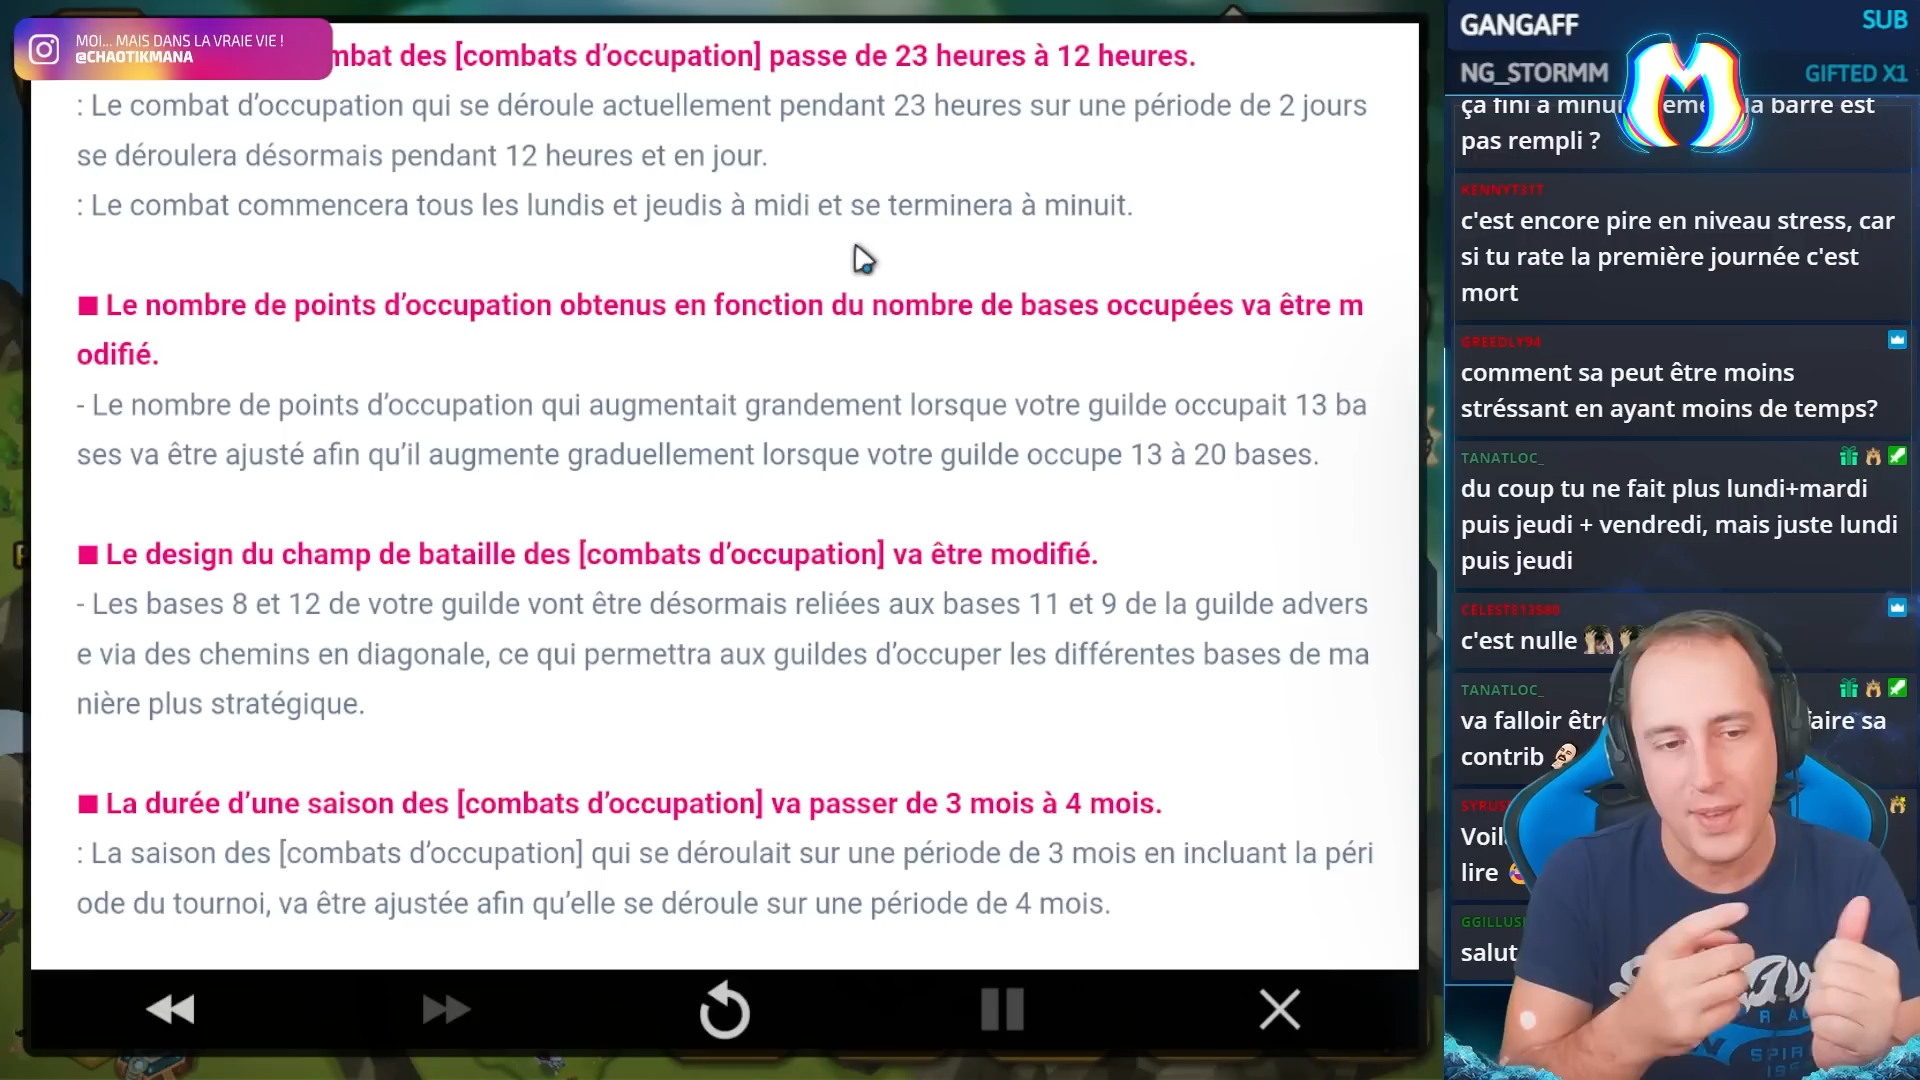 MOI... MAIS DANS LA VRAIE VIE !
@CHAOTIKMANA
mbat des [combats d’occupation] passe de 23 heures à 12 heures.
: Le combat d’occupation qui se déroule actuellement pendant 23 heures sur une période de 2 jours
se déroulera désormais pendant 12 heures et en jour.
: Le combat commencera tous les lundis et jeudis à midi et se terminera à minuit.
■ Le nombre de points d’occupation obtenus en fonction du nombre de bases occupées va être m
odifié.
- Le nombre de points d’occupation qui augmentait grandement lorsque votre guilde occupait 13 ba
ses va être ajusté afin qu’il augmente graduellement lorsque votre guilde occupe 13 à 20 bases.
■ Le design du champ de bataille des [combats d’occupation] va être modifié.
- Les bases 8 et 12 de votre guilde vont être désormais reliées aux bases 11 et 9 de la guilde advers
e via des chemins en diagonale, ce qui permettra aux guildes d’occuper les différentes bases de ma
nière plus stratégique.
■ La durée d’une saison des [combats d’occupation] va passer de 3 mois à 4 mois.
: La saison des [combats d’occupation] qui se déroulait sur une période de 3 mois en incluant la péri
ode du tournoi, va être ajustée afin qu’elle se déroule sur une période de 4 mois.
GANGAFF SUB
NG_STORMM GIFTED X1
ça fini a la barre est
pas rempli ?
KENNYT31T
c'est encore pire en niveau stress, car
si tu rate la première journée c'est
mort
GREEDLY94
comment sa peut être moins
stréssant en ayant moins de temps?
TANATLOC_
du coup tu ne fait plus lundi+mardi
puis jeudi + vendredi, mais juste lundi
puis jeudi
CELESTE13580
c'est nulle
TANATLOC_
va falloir faire sa
contrib
lire
salut